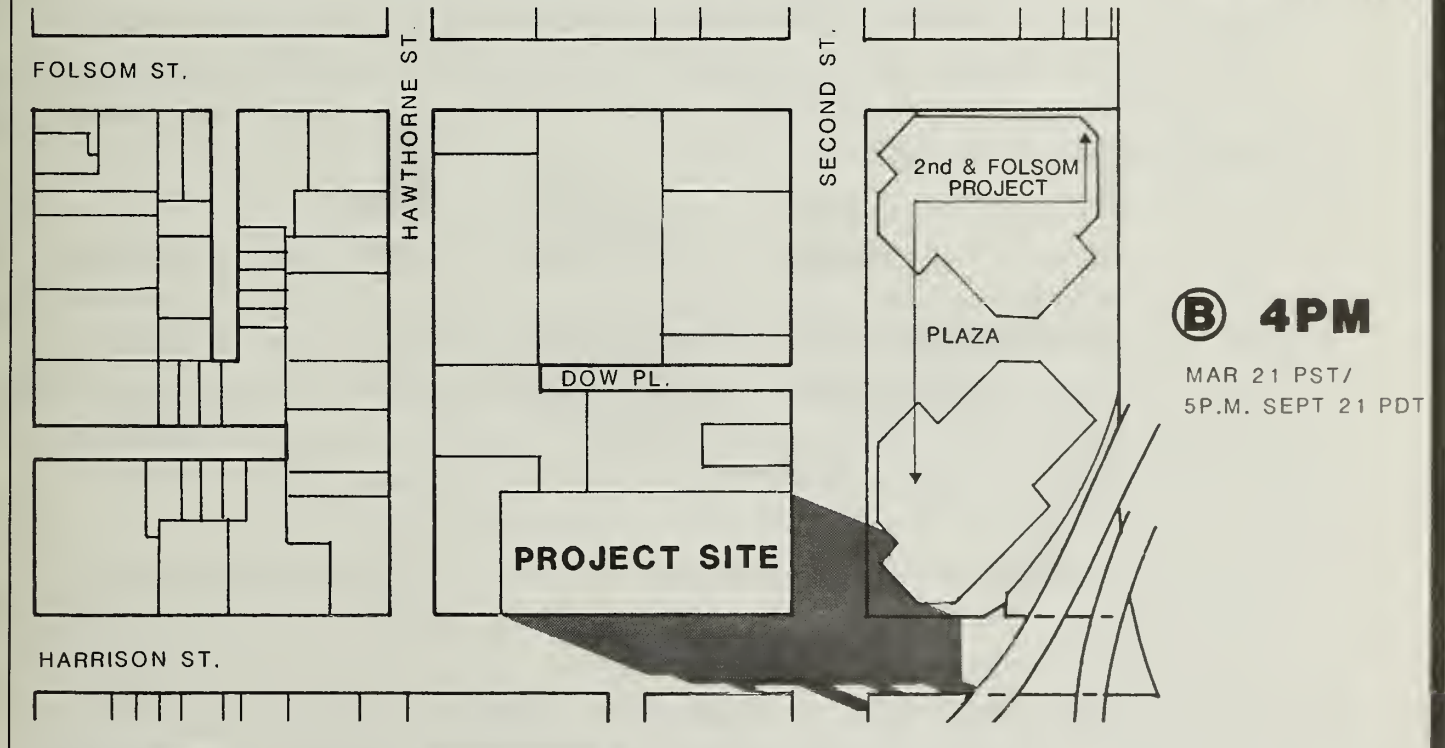 FOLSOM ST.
HAWTHORNE ST.
SECOND ST.
2nd & FOLSOM
PROJECT
PLAZA
DOW PL.
B 4PM
MAR 21 PST/
5P.M. SEPT 21 PDT
PROJECT SITE
HARRISON ST.